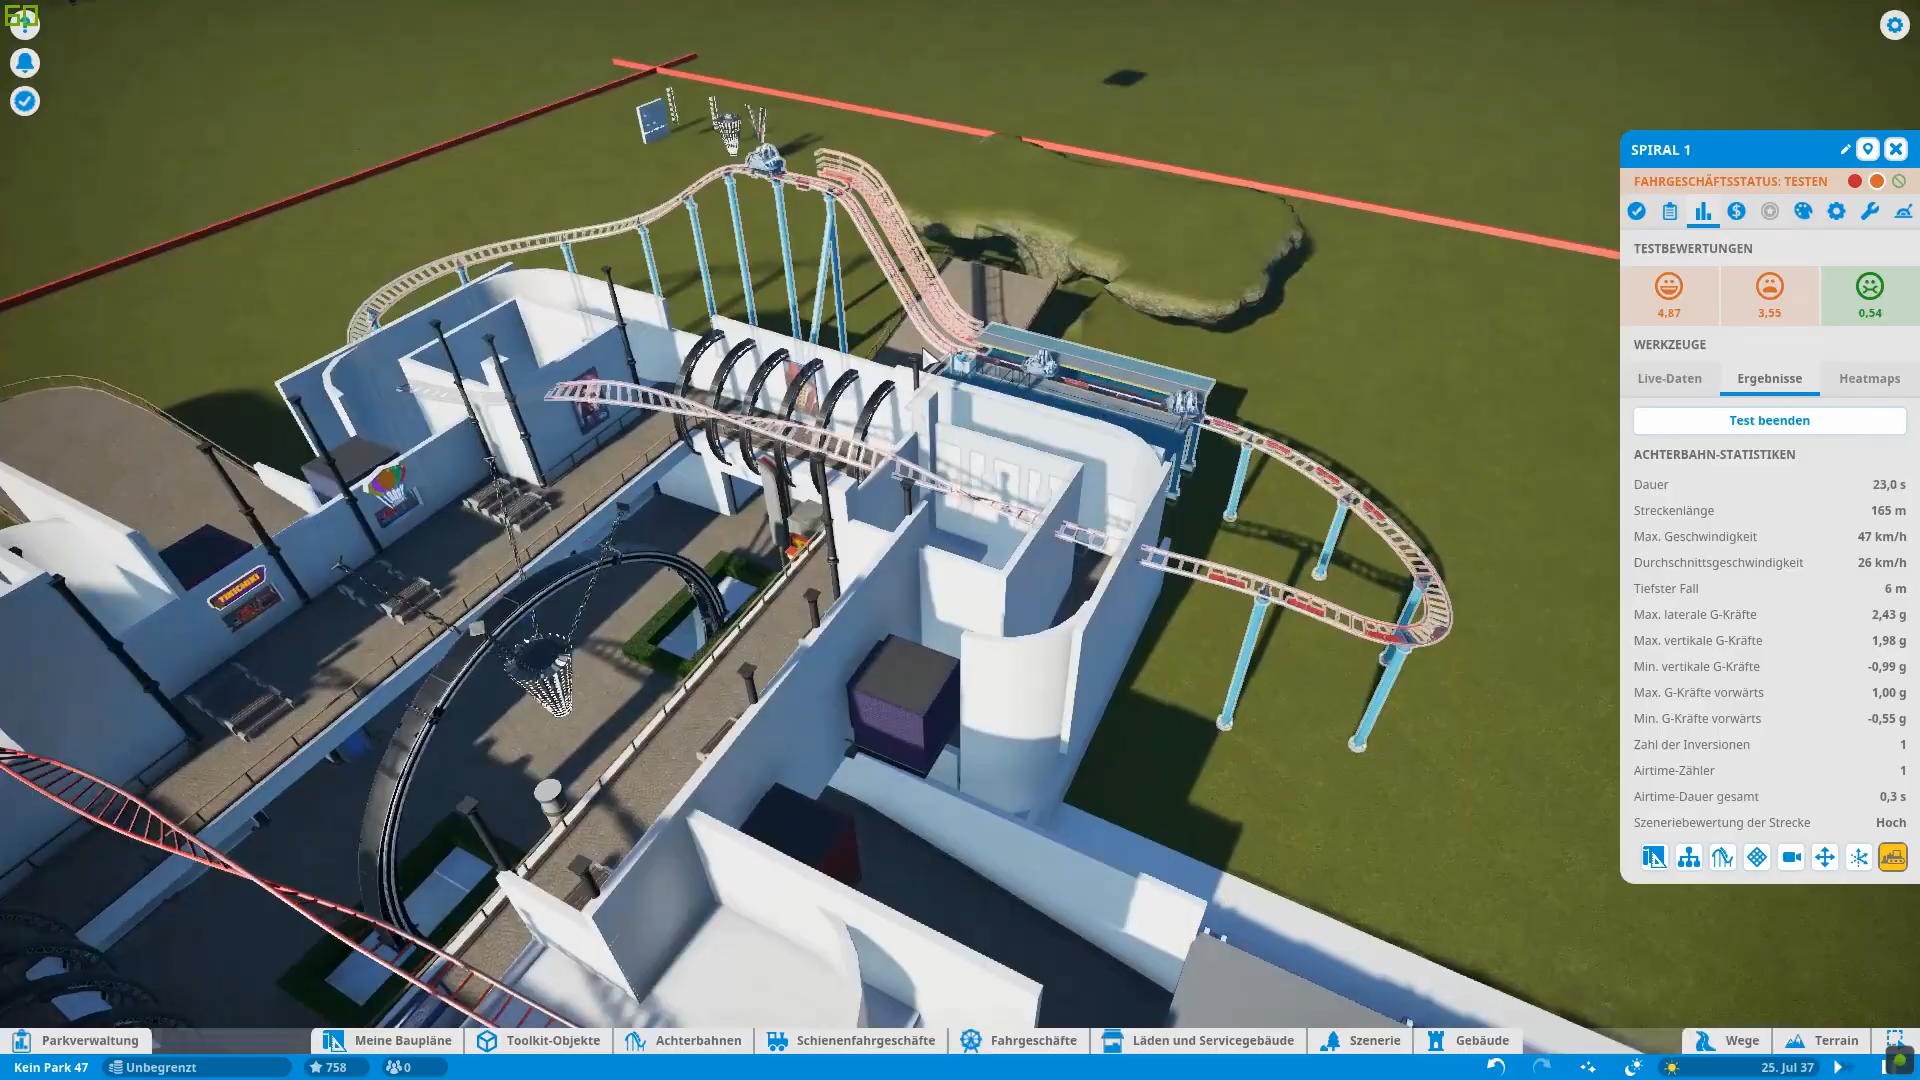 60
SPIRAL 1
FAHRGESCHÄFTSSTATUS: TESTEN
TESTBEWERTUNGEN
4,87 3,55 0,54
WERKZEUGE
Live-Daten Ergebnisse Heatmaps
Test beenden
ACHTERBAHN-STATISTIKEN
Dauer 23,0 s
Streckenlänge 165 m
Max. Geschwindigkeit 47 km/h
Durchschnittsgeschwindigkeit 26 km/h
Tiefster Fall 6 m
Max. laterale G-Kräfte 2,43 g
Max. vertikale G-Kräfte 1,98 g
Min. vertikale G-Kräfte -0,99 g
Max. G-Kräfte vorwärts 1,00 g
Min. G-Kräfte vorwärts -0,55 g
Zahl der Inversionen 1
Airtime-Zähler 1
Airtime-Dauer gesamt 0,3 s
Szeneriebewertung der Strecke Hoch
Parkverwaltung Meine Baupläne Toolkit-Objekte Achterbahnen Schienenfahrgeschäfte Fahrgeschäfte Läden und Servicegebäude Szenerie Gebäude Wege Terrain
Kein Park 47 Unbegrenzt 758 0 25. Jul 37